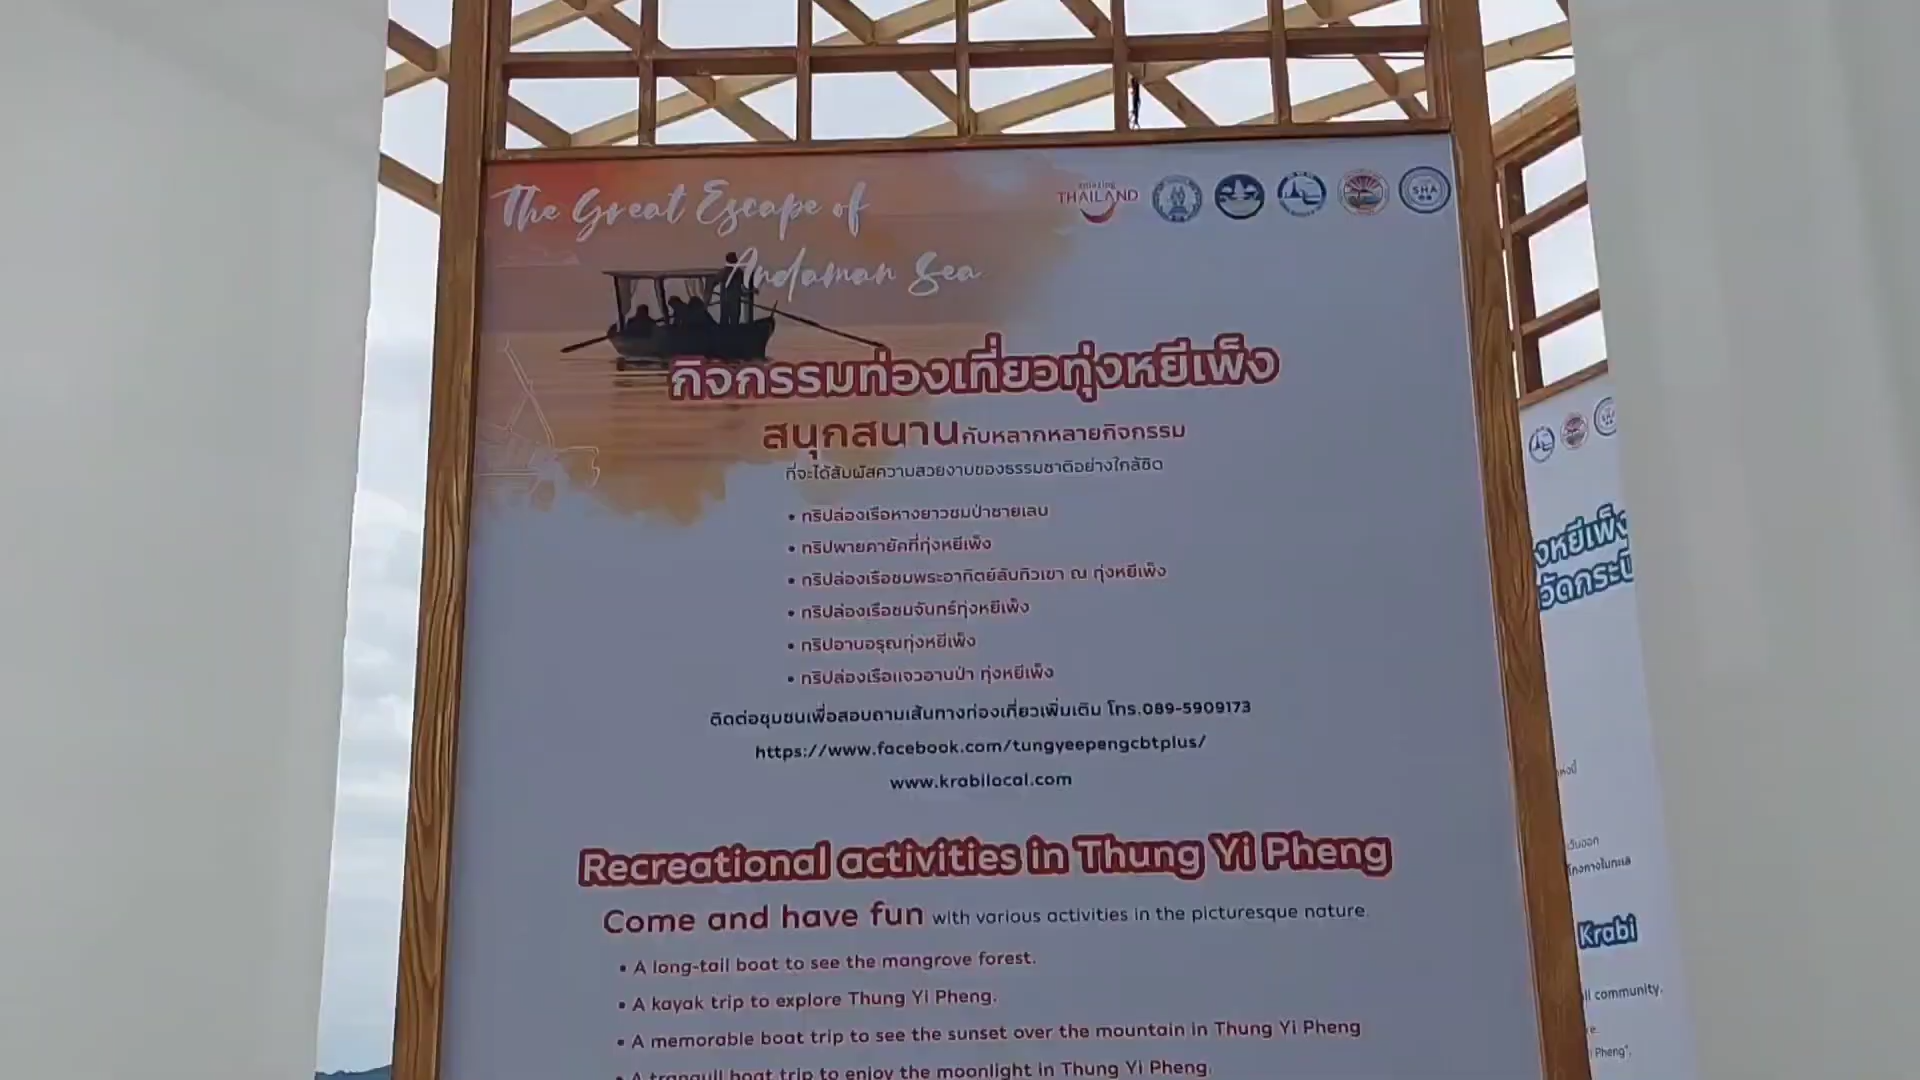 The Great Escape of
Andaman Sea
amazing
THAILAND
SHA
กิจกรรมท่องเที่ยวทุ่งหยีเพ็ง
สนุกสนานกับหลากหลายกิจกรรม
ที่จะได้สัมผัสความสวยงามของธรรมชาติอย่างใกล้ชิด
• ทริปล่องเรือหางยาวชมป่าชายเลน
• ทริปพายคายัคที่ทุ่งหยีเพ็ง
• ทริปล่องเรือชมพระอาทิตย์ลับทิวเขา ณ ทุ่งหยีเพ็ง
• ทริปล่องเรือชมจันทร์ทุ่งหยีเพ็ง
• ทริปอาบอรุณทุ่งหยีเพ็ง
• ทริปล่องเรือแจวอาบป่า ทุ่งหยีเพ็ง
ติดต่อชุมชนเพื่อสอบถามเส้นทางท่องเที่ยวเพิ่มเติม โทร.089-5909173
https://www.facebook.com/tungyeepengcbtplus/
www.krabilocal.com
Recreational activities in Thung Yi Pheng
Come and have fun with various activities in the picturesque nature.
• A long-tail boat to see the mangrove forest.
• A kayak trip to explore Thung Yi Pheng.
• A memorable boat trip to see the sunset over the mountain in Thung Yi Pheng
• A tranquil boat trip to enjoy the moonlight in Thung Yi Pheng.
Krabi
community.
Pheng".